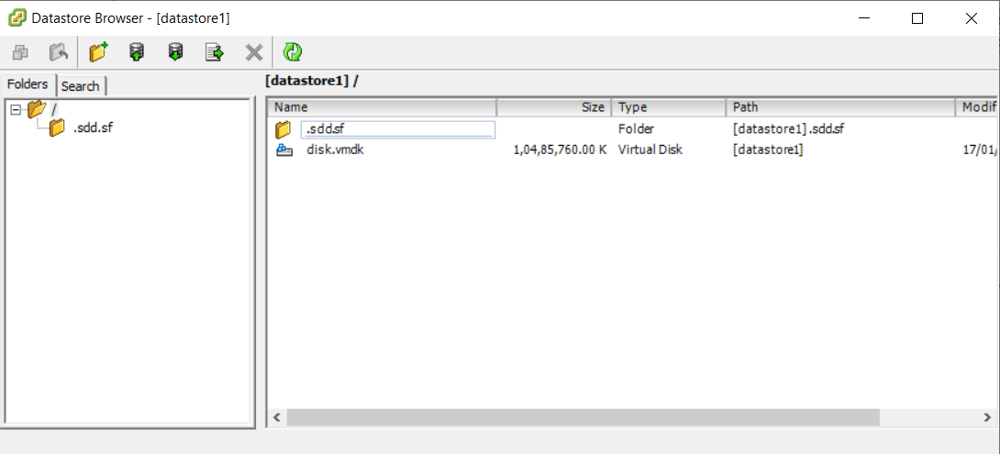 Datastore Browser - [datastore1]
Folders Search
[datastore1] /
/
.sdd.sf
Name Size Type Path Modif
.sdd.sf Folder [datastore1] .sdd.sf
disk.vmdk 1,04,85,760.00 K Virtual Disk [datastore1] 17/01/